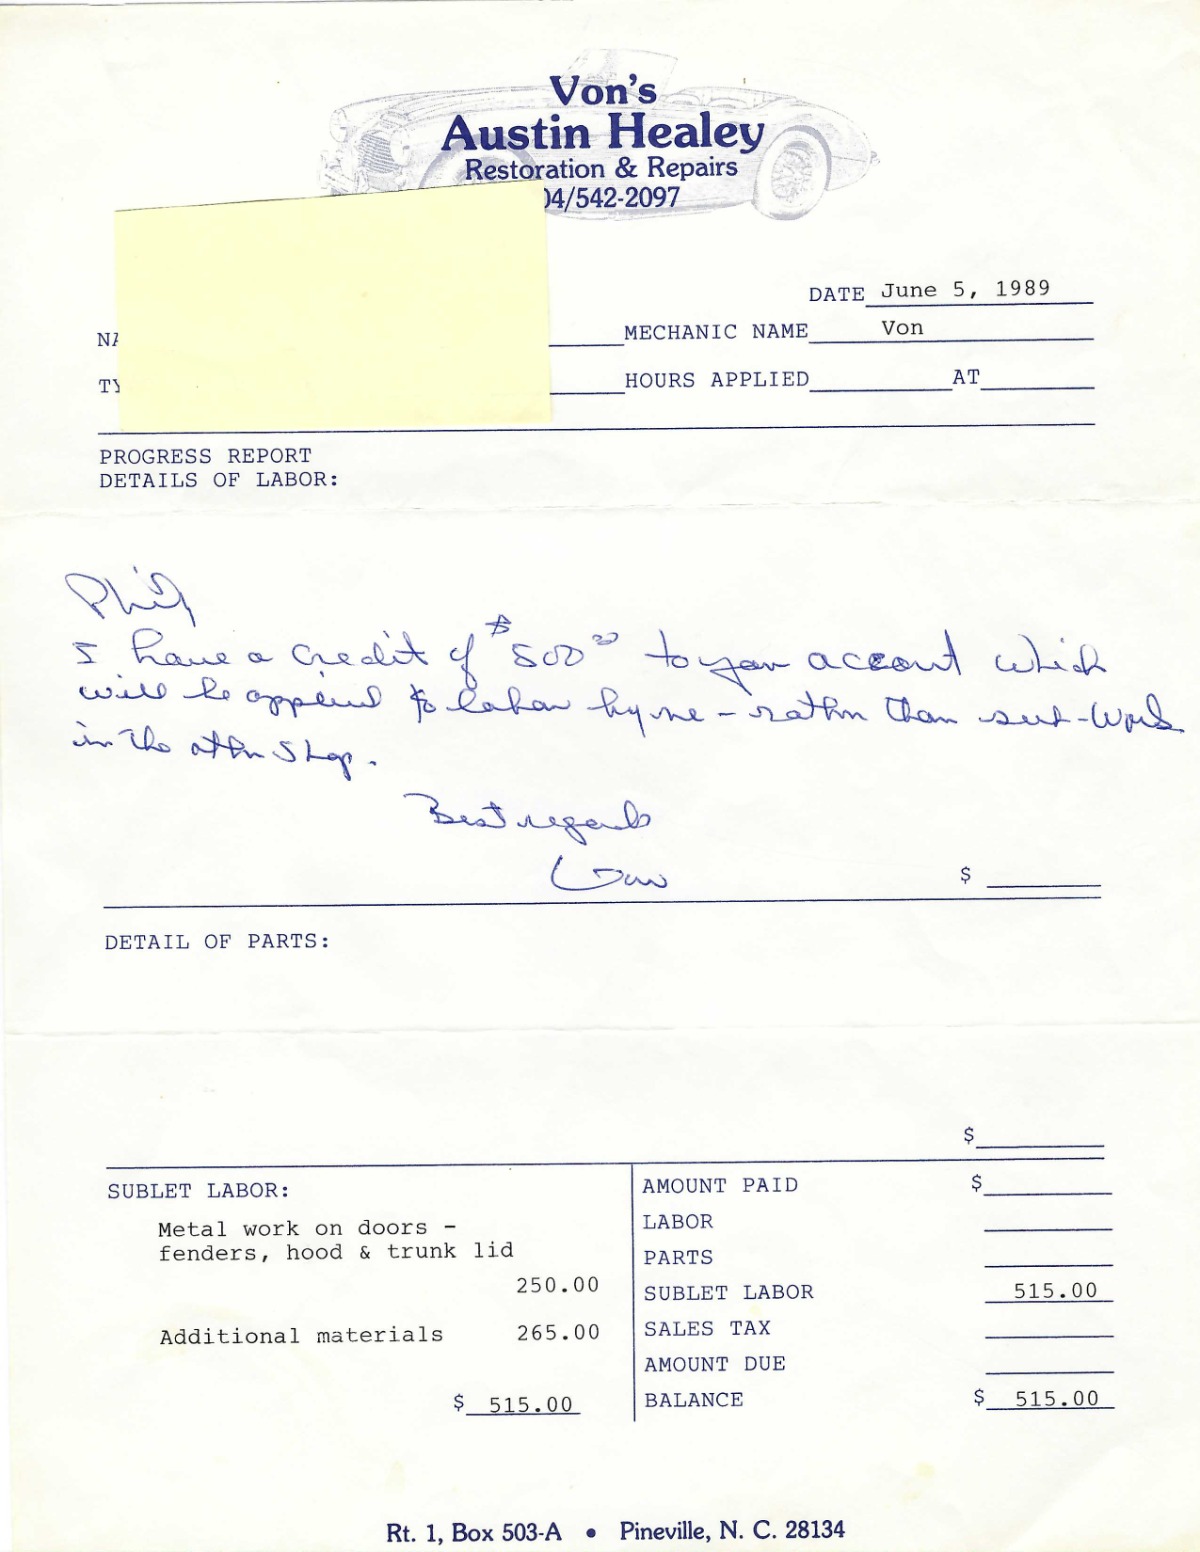 Von's
Austin Healey
Restoration & Repairs
04/542-2097
DATE June 5, 1989
NA MECHANIC NAME Von
TY HOURS APPLIED AT
PROGRESS REPORT
DETAILS OF LABOR:
Phil,
I have a credit of $500.00 to your account which
will be applied to labor by me - rather than sub-work
in the other shop.
Best regards
Von
$
DETAIL OF PARTS:
$
SUBLET LABOR:
Metal work on doors -
fenders, hood & trunk lid
250.00
Additional materials 265.00
$ 515.00
AMOUNT PAID $
LABOR
PARTS
SUBLET LABOR 515.00
SALES TAX
AMOUNT DUE
BALANCE $ 515.00
Rt. 1, Box 503-A • Pineville, N. C. 28134